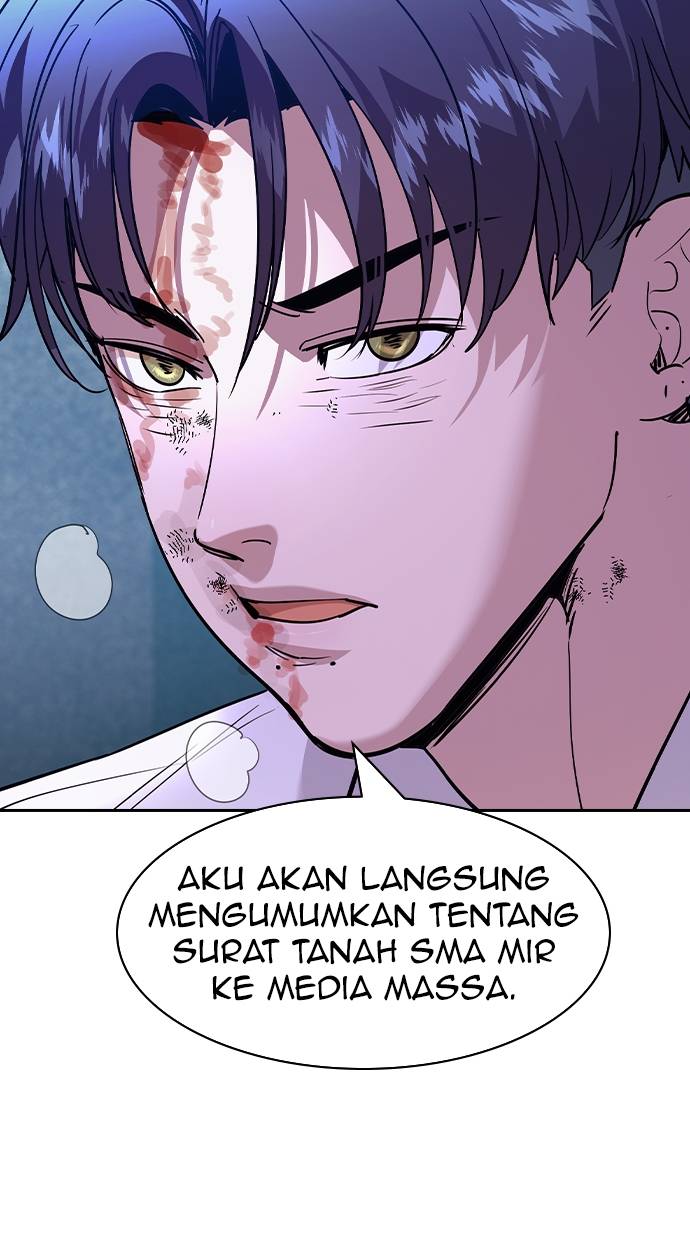 AKU AKAN LANGSUNG
MENGUMUMKAN TENTANG
SURAT TANAH SMA MIR
KE MEDIA MASSA.